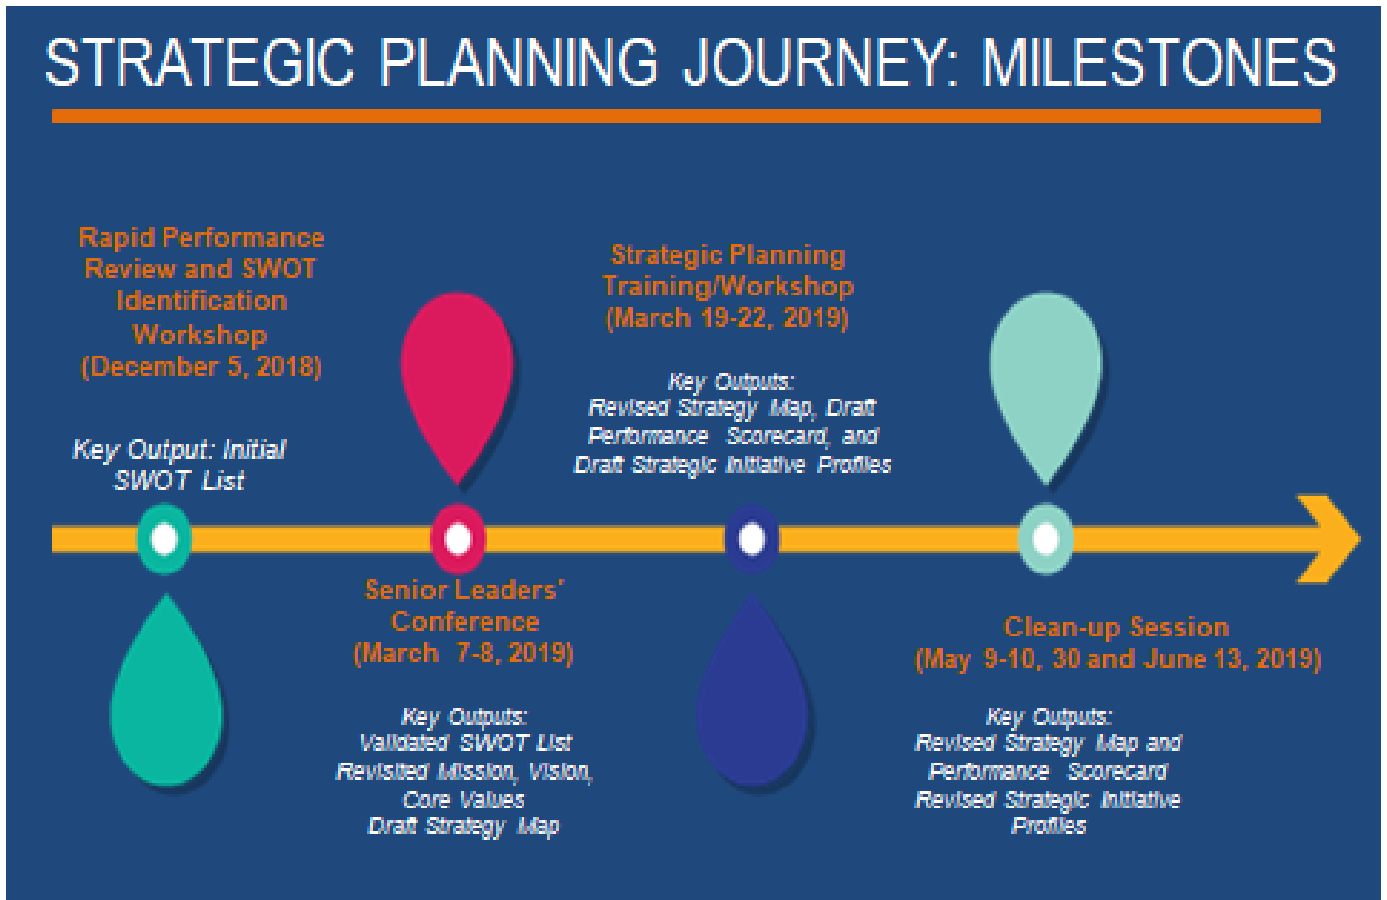 STRATEGIC PLANNING JOURNEY: MILESTONES
Rapid Performance
Review and SWOT
Identification
Workshop
(December 5, 2018)
Key Output: Initial
SWOT List
Senior Leaders'
Conference
(March 7-8, 2019)
Key Outputs:
Validated SWOT List
Revisited Mission, Vision,
Core Values
Draft Strategy Map
Strategic Planning
Training/Workshop
(March 19-22, 2019)
Key Outputs:
Revised Strategy Map, Draft
Performance Scorecard, and
Draft Strategic Initiative Profiles
Clean-up Session
(May 9-10, 30 and June 13, 2019)
Key Outputs:
Revised Strategy Map and
Performance Scorecard
Revised Strategic Initiative
Profiles